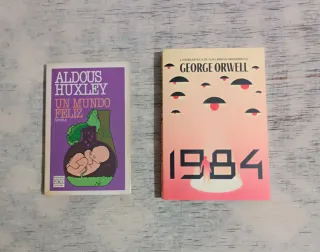 ALDOUS
HUXLEY
UN MUNDO
FELIZ
GEORGE ORWELL
1984